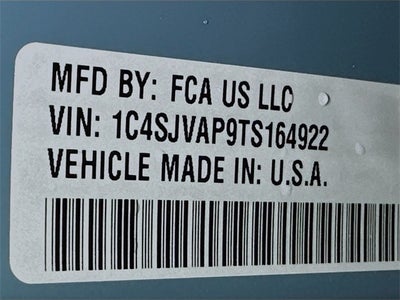 MFD BY: FCA US LLC
VIN: 1C4SJVAP9TS164922
VEHICLE MADE IN: U.S.A.